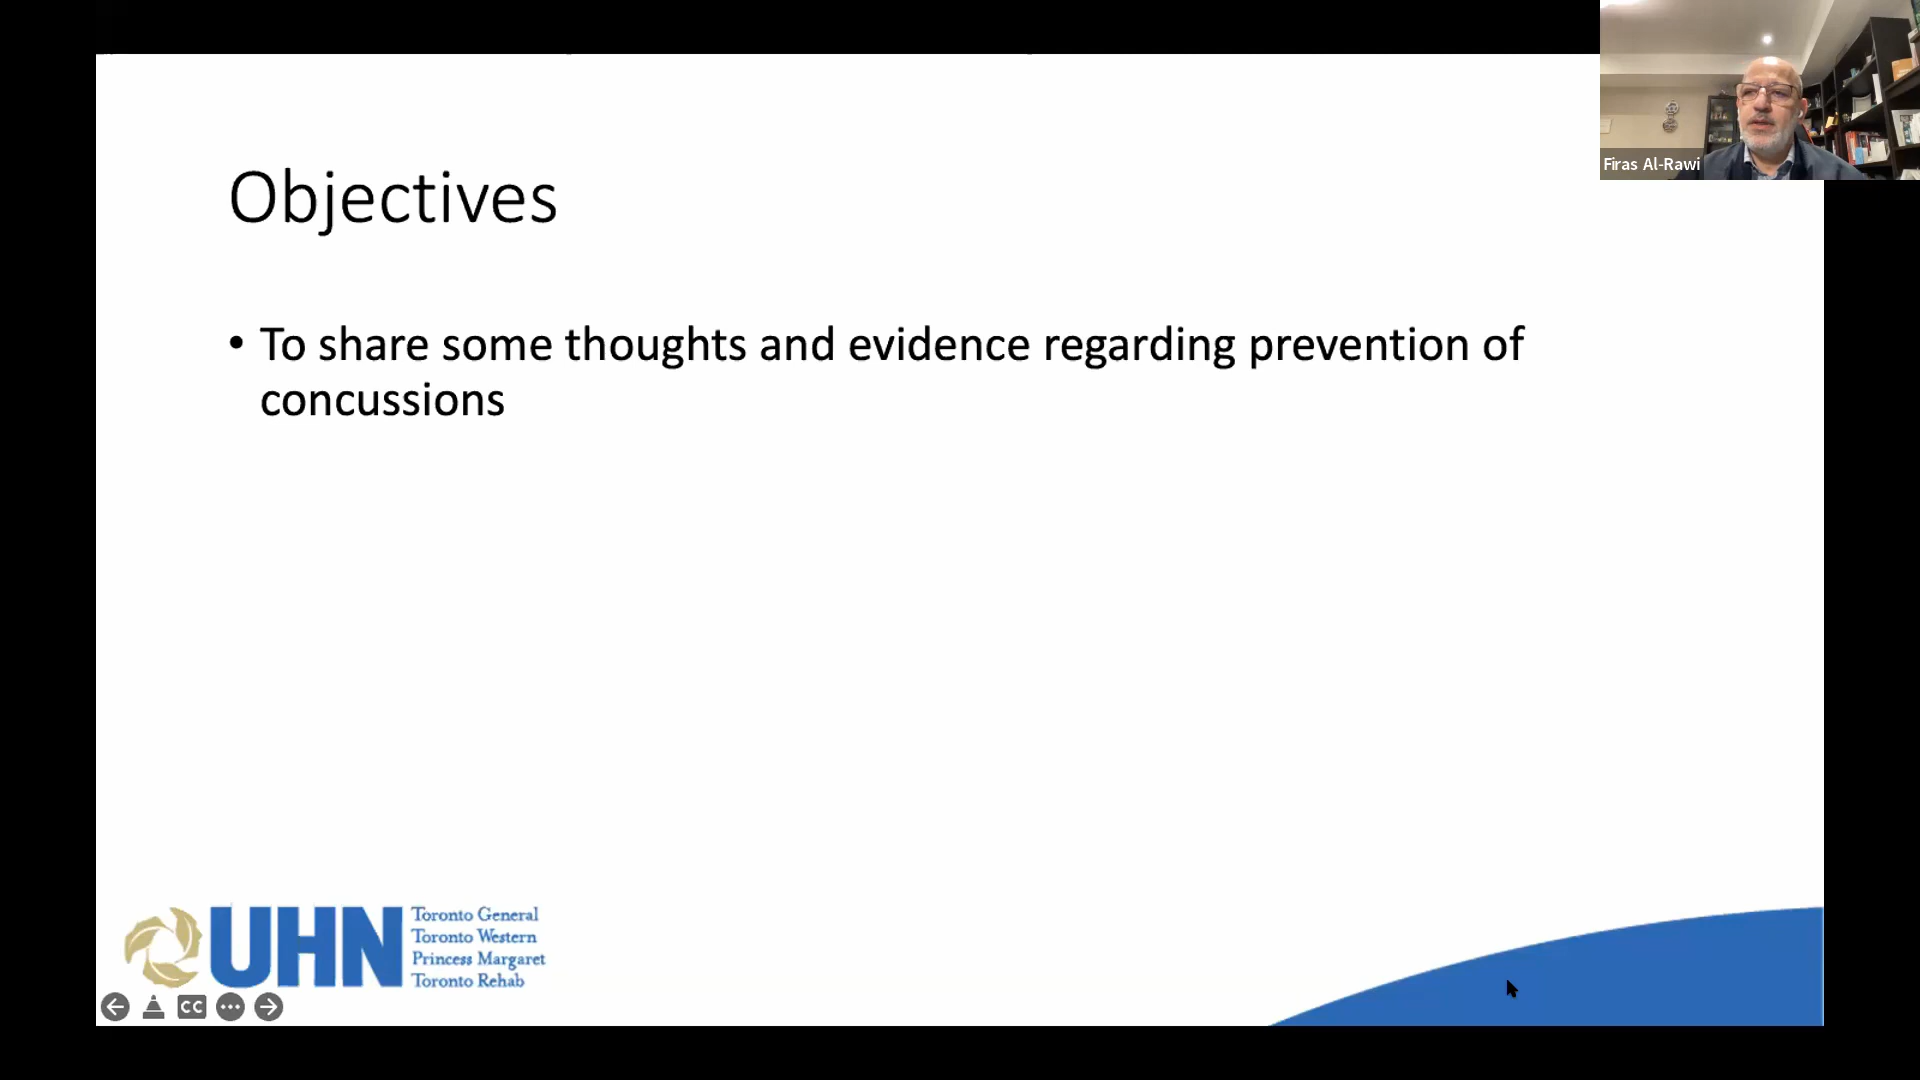 Firas Al-Rawi
Objectives
• To share some thoughts and evidence regarding prevention of
concussions
UHN
Toronto General
Toronto Western
Princess Margaret
Toronto Rehab
CC